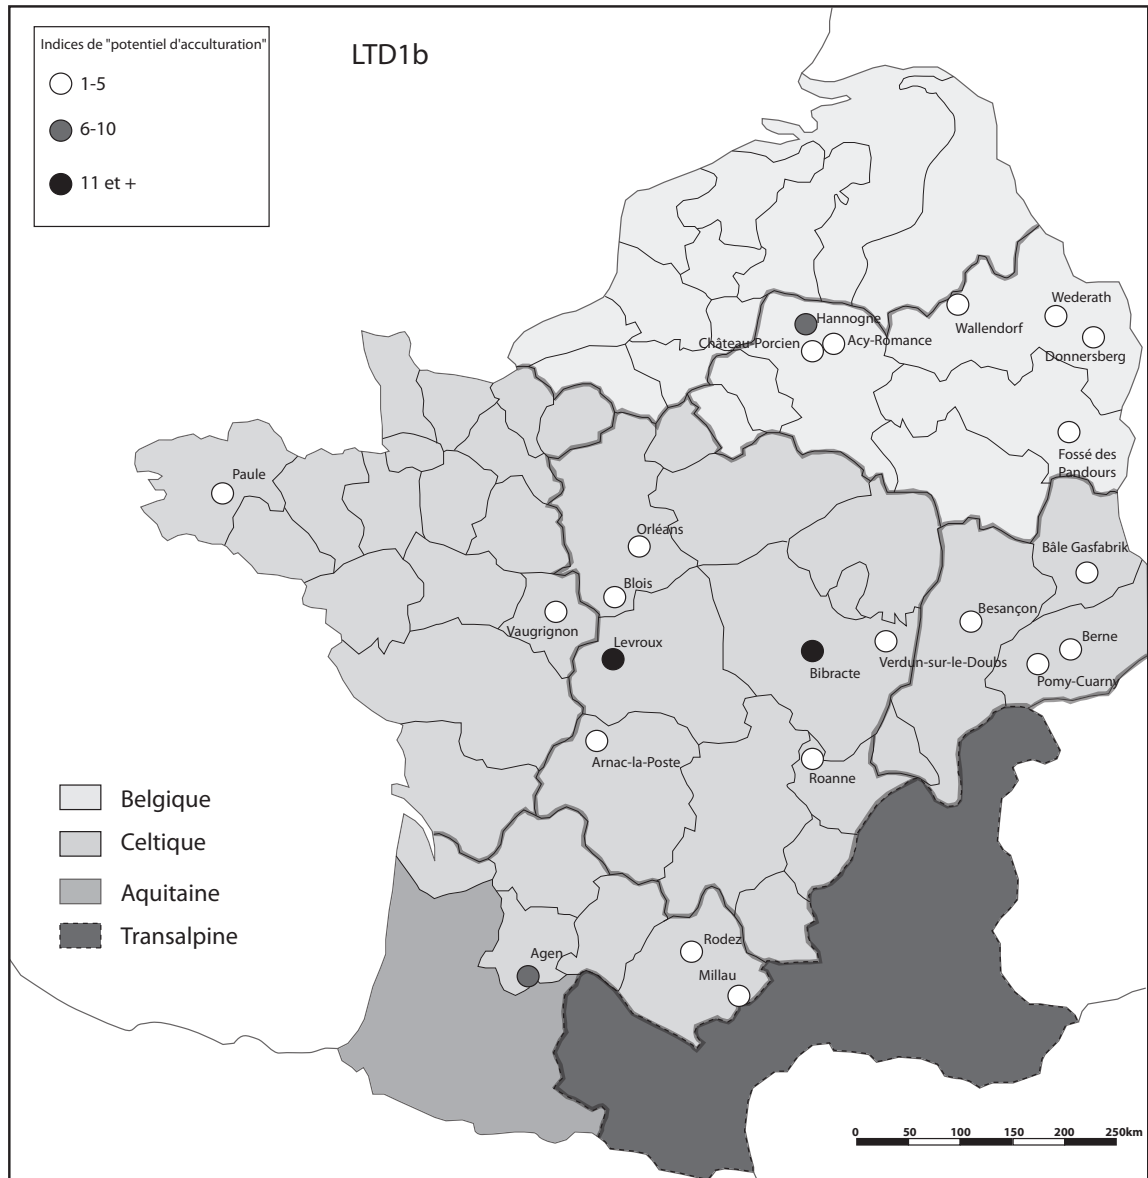 Indices de "potentiel d'acculturation"
1-5
6-10
11 et +
LTD1b
Wederath
Wallendorf
Donnersberg
Hannogne
Château-Porcien
Acy-Romance
Fossé des
Pandours
Paule
Orléans
Bâle Gasfabrik
Blois
Besançon
Vaugrignon
Levroux
Berne
Verdun-sur-le-Doubs
Bibracte
Pomy-Cuarny
Arnac-la-Poste
Roanne
Belgique
Celtique
Aquitaine
Transalpine
Rodez
Agen
Millau
0 50 100 150 200 250km